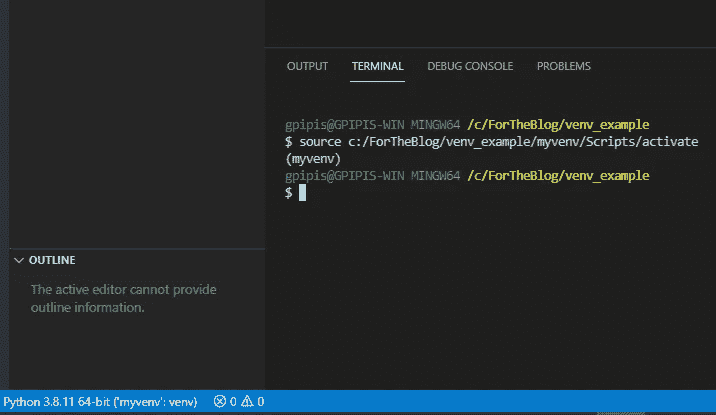 OUTPUT TERMINAL DEBUG CONSOLE PROBLEMS
gpipis@GPIPIS-WIN MINGW64 /c/ForTheBlog/venv_example
$ source c:/ForTheBlog/venv_example/myvenv/Scripts/activate
(myvenv)
gpipis@GPIPIS-WIN MINGW64 /c/ForTheBlog/venv_example
$
OUTLINE
The active editor cannot provide
outline information.
Python 3.8.11 64-bit ('myvenv': venv) 0 0